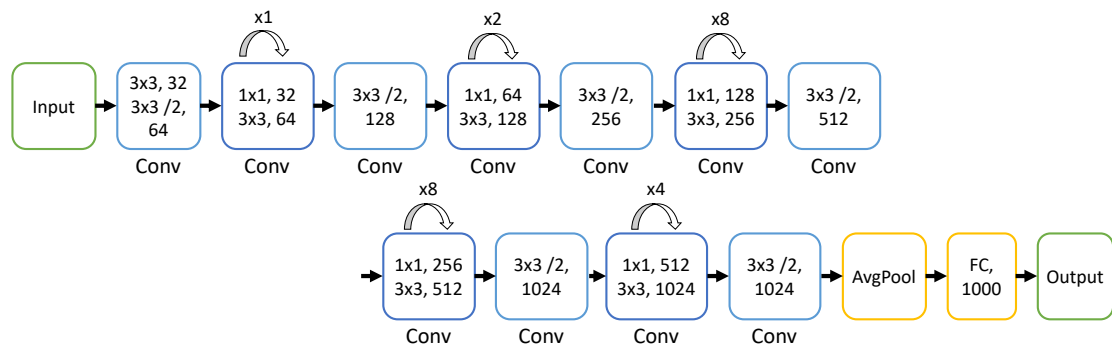 x1
x2
x8
Input
3x3, 32
3x3 /2,
64
Conv
1x1, 32
3x3, 64
Conv
3x3 /2,
128
1x1, 64
3x3, 128
Conv
3x3 /2,
256
Conv
1x1, 128
3x3, 256
Conv
3x3 /2,
512
Conv
x8
x4
1x1, 256
3x3, 512
Conv
3x3 /2,
1024
Conv
1x1, 512
3x3, 1024
Conv
3x3 /2,
1024
Conv
AvgPool
FC,
1000
Output